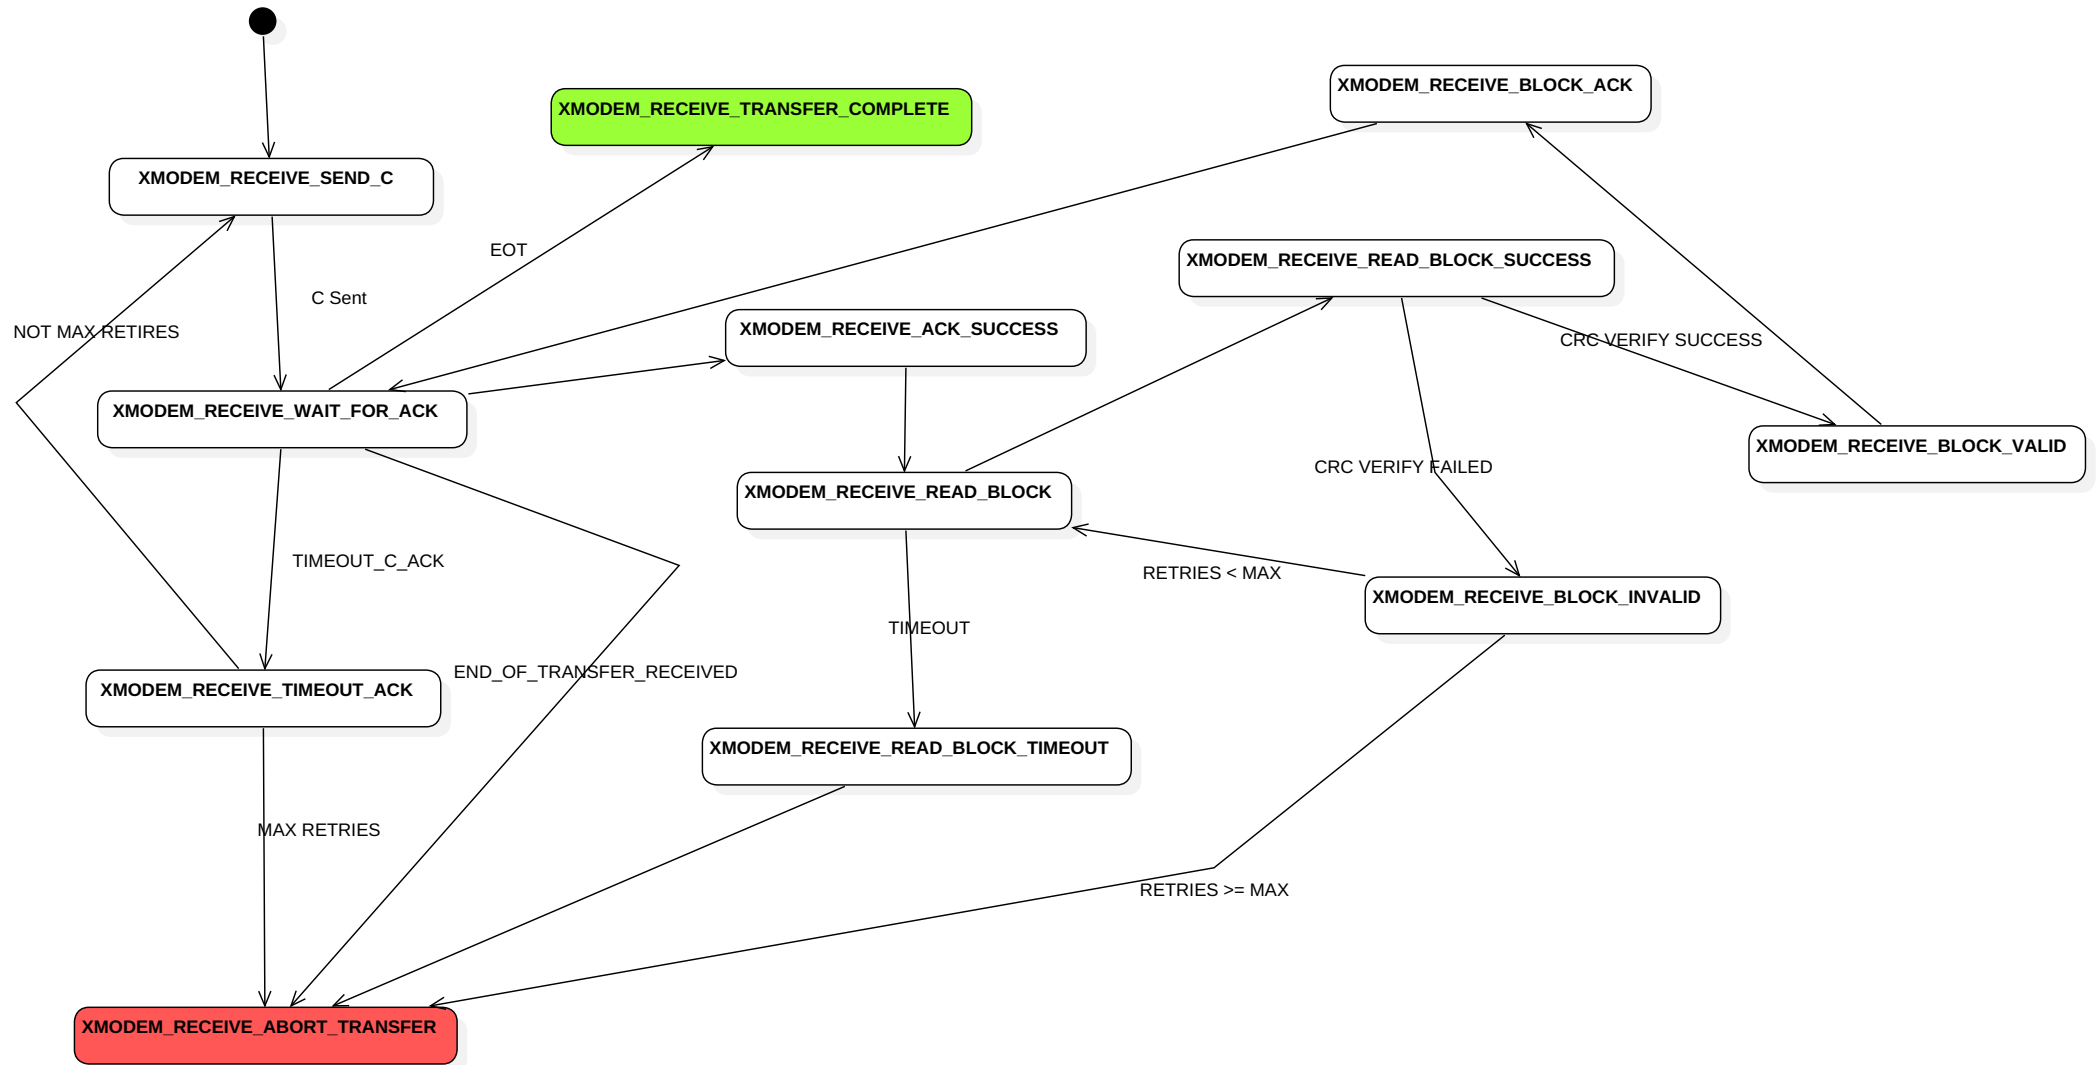 XMODEM_RECEIVE_BLOCK_ACK
XMODEM_RECEIVE_TRANSFER_COMPLETE
XMODEM_RECEIVE_SEND_C
EOT
XMODEM_RECEIVE_READ_BLOCK_SUCCESS
C Sent
NOT MAX RETIRES
XMODEM_RECEIVE_ACK_SUCCESS
CRC VERIFY SUCCESS
XMODEM_RECEIVE_WAIT_FOR_ACK
XMODEM_RECEIVE_BLOCK_VALID
CRC VERIFY FAILED
XMODEM_RECEIVE_READ_BLOCK
TIMEOUT_C_ACK
RETRIES < MAX
XMODEM_RECEIVE_BLOCK_INVALID
TIMEOUT
END_OF_TRANSFER_RECEIVED
XMODEM_RECEIVE_TIMEOUT_ACK
XMODEM_RECEIVE_READ_BLOCK_TIMEOUT
MAX RETRIES
RETRIES >= MAX
XMODEM_RECEIVE_ABORT_TRANSFER